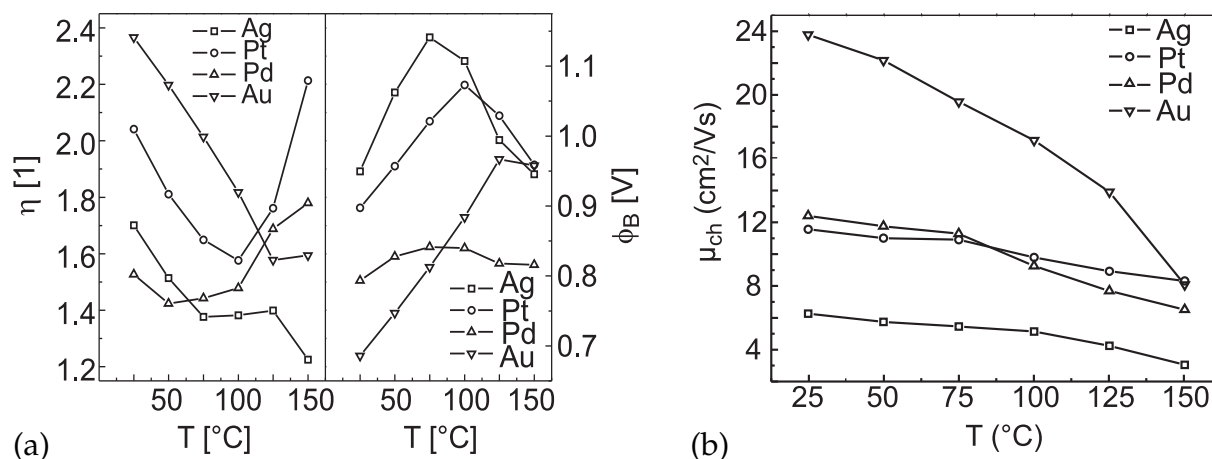 2.4
2.2
2.0
1.8
1.6
1.4
1.2
η [1]
Ag
Pt
Pd
Au
50
100
150
T [°C]
Ag
Pt
Pd
Au
50
100
150
T [°C]
1.1
1.0
0.9
0.8
0.7
ϕB [V]
(a)
24
20
16
12
8
4
μch (cm²/Vs)
Ag
Pt
Pd
Au
25
50
75
100
125
150
T (°C)
(b)